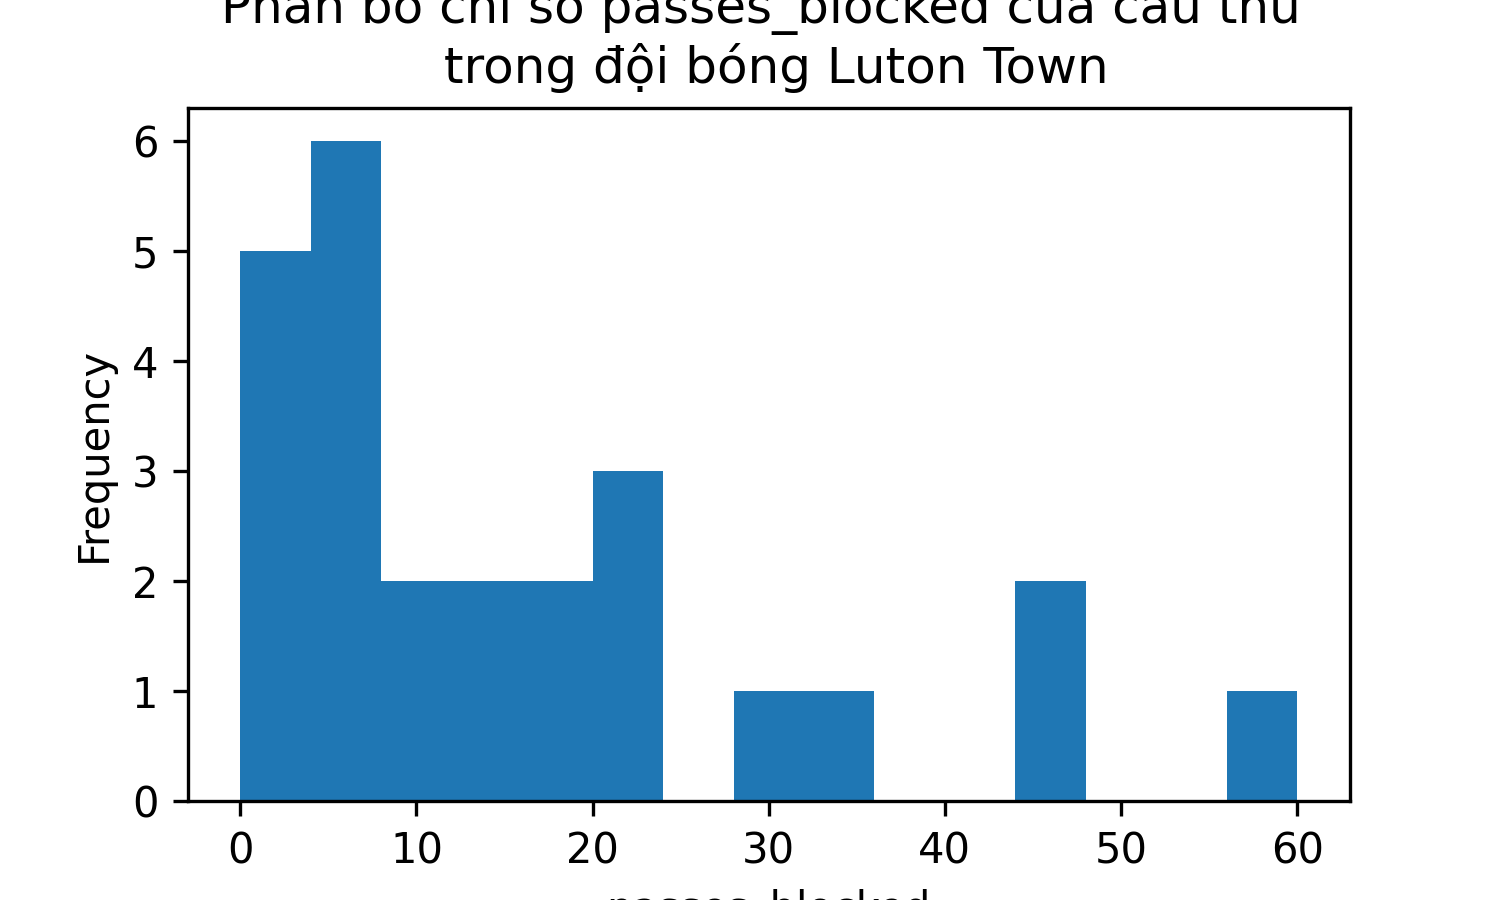 Phân bố chỉ số passes_blocked của cầu thủ
trong đội bóng Luton Town
6
5
4
3
2
1
0
Frequency
0 10 20 30 40 50 60
passes_blocked